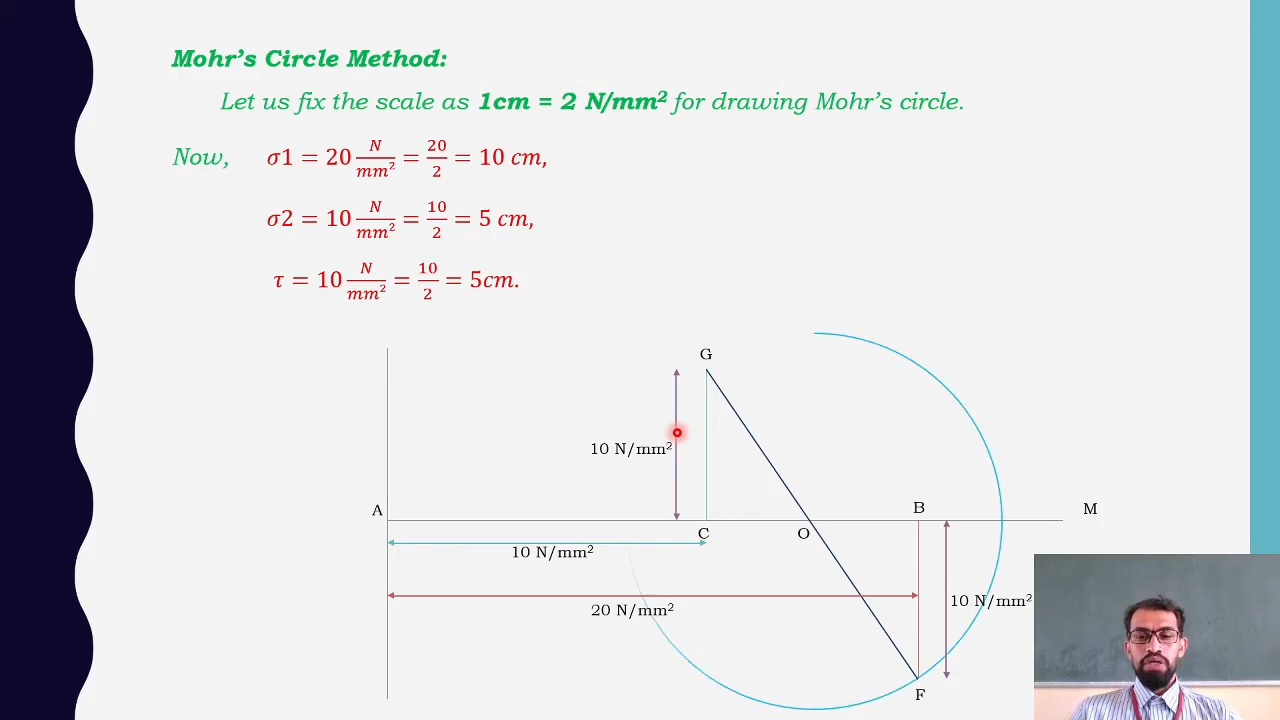 Mohr's Circle Method:
Let us fix the scale as 1cm = 2 N/mm² for drawing Mohr's circle.
Now, σ1 = 20 N/mm² = 20/2 = 10 cm,
σ2 = 10 N/mm² = 10/2 = 5 cm,
τ = 10 N/mm² = 10/2 = 5cm.
G
10 N/mm²
A
B
M
C
O
10 N/mm²
20 N/mm²
10 N/mm²
F